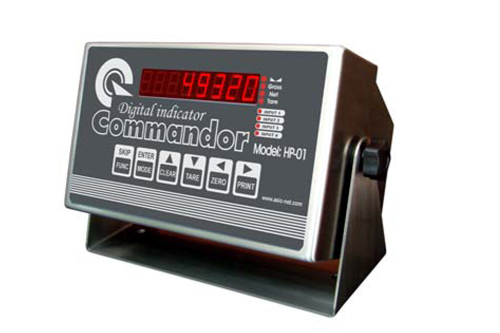 49320
Gross
Net
Tare
INPUT 1
INPUT 2
INPUT 3
INPUT 4
Digital indicator
Commandor
Model: HP-01
SKIP
FUNC
ENTER
MODE
CLEAR
TARE
ZERO
PRINT